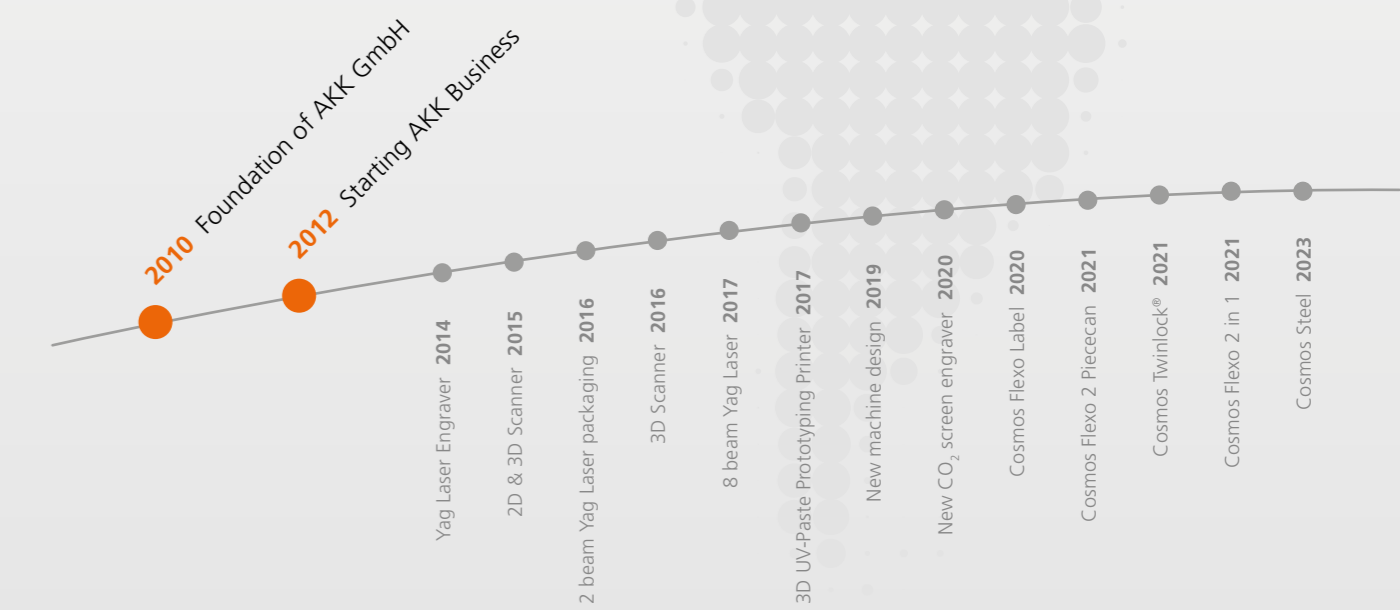 2010 Foundation of AKK GmbH
2012 Starting AKK Business
Yag Laser Engraver 2014
2D & 3D Scanner 2015
2 beam Yag Laser packaging 2016
3D Scanner 2016
8 beam Yag Laser 2017
3D UV-Paste Prototyping Printer 2017
New machine design 2019
New CO₂ screen engraver 2020
Cosmos Flexo Label 2020
Cosmos Flexo 2 Piececan 2021
Cosmos Twinlock® 2021
Cosmos Flexo 2 in 1 2021
Cosmos Steel 2023